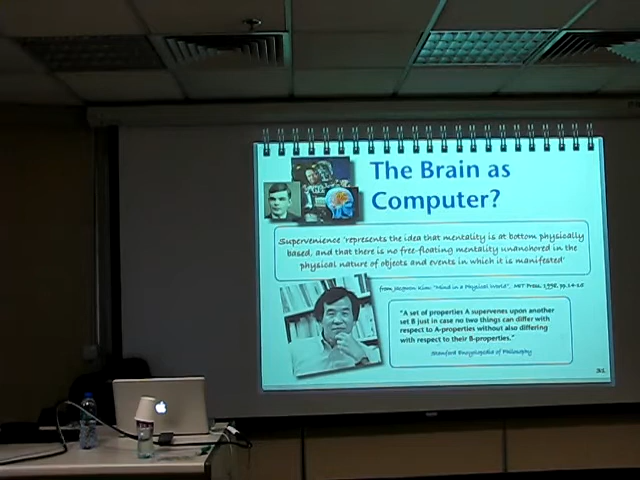 The Brain as
Computer?
Supervenience 'represents the idea that mentality is at bottom physically
based, and that there is no free-floating mentality unanchored in the
physical nature of objects and events in which it is manifested'
from Jaegwon Kim: "Mind in a Physical World", MIT Press, 1998, pp.14-15
"A set of properties A supervenes upon another
set B just in case no two things can differ with
respect to A-properties without also differing
with respect to their B-properties."
Stanford Encyclopedia of Philosophy